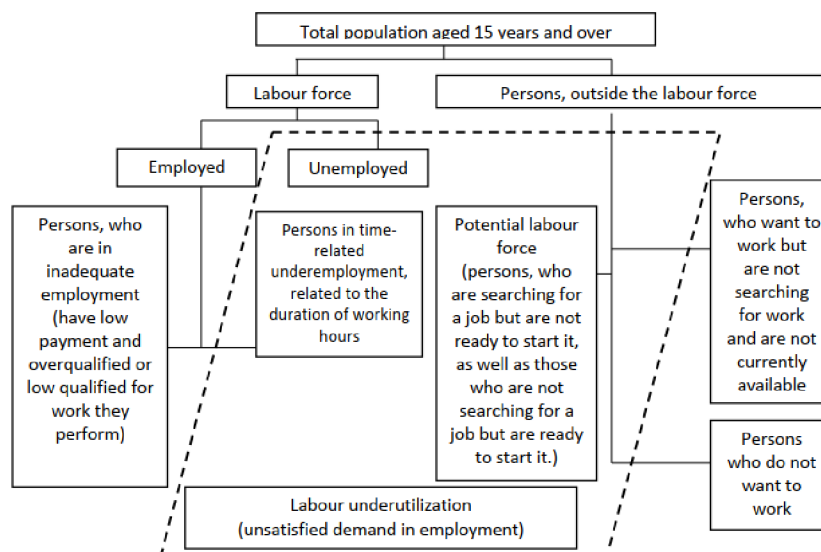 Total population aged 15 years and over
Labour force
Persons, outside the labour force
Employed
Unemployed
Persons, who
are in
inadequate
employment
(have low
payment and
overqualified or
low qualified for
work they
perform)
Persons in time-
related
underemployment,
related to the
duration of working
hours
Potential labour
force
(persons, who
are searching for
a job but are not
ready to start it,
as well as those
who are not
searching for a
job but are ready
to start it.)
Persons,
who want to
work but
are not
searching
for work
and are not
currently
available
Persons
who do not
want to
work
Labour underutilization
(unsatisfied demand in employment)